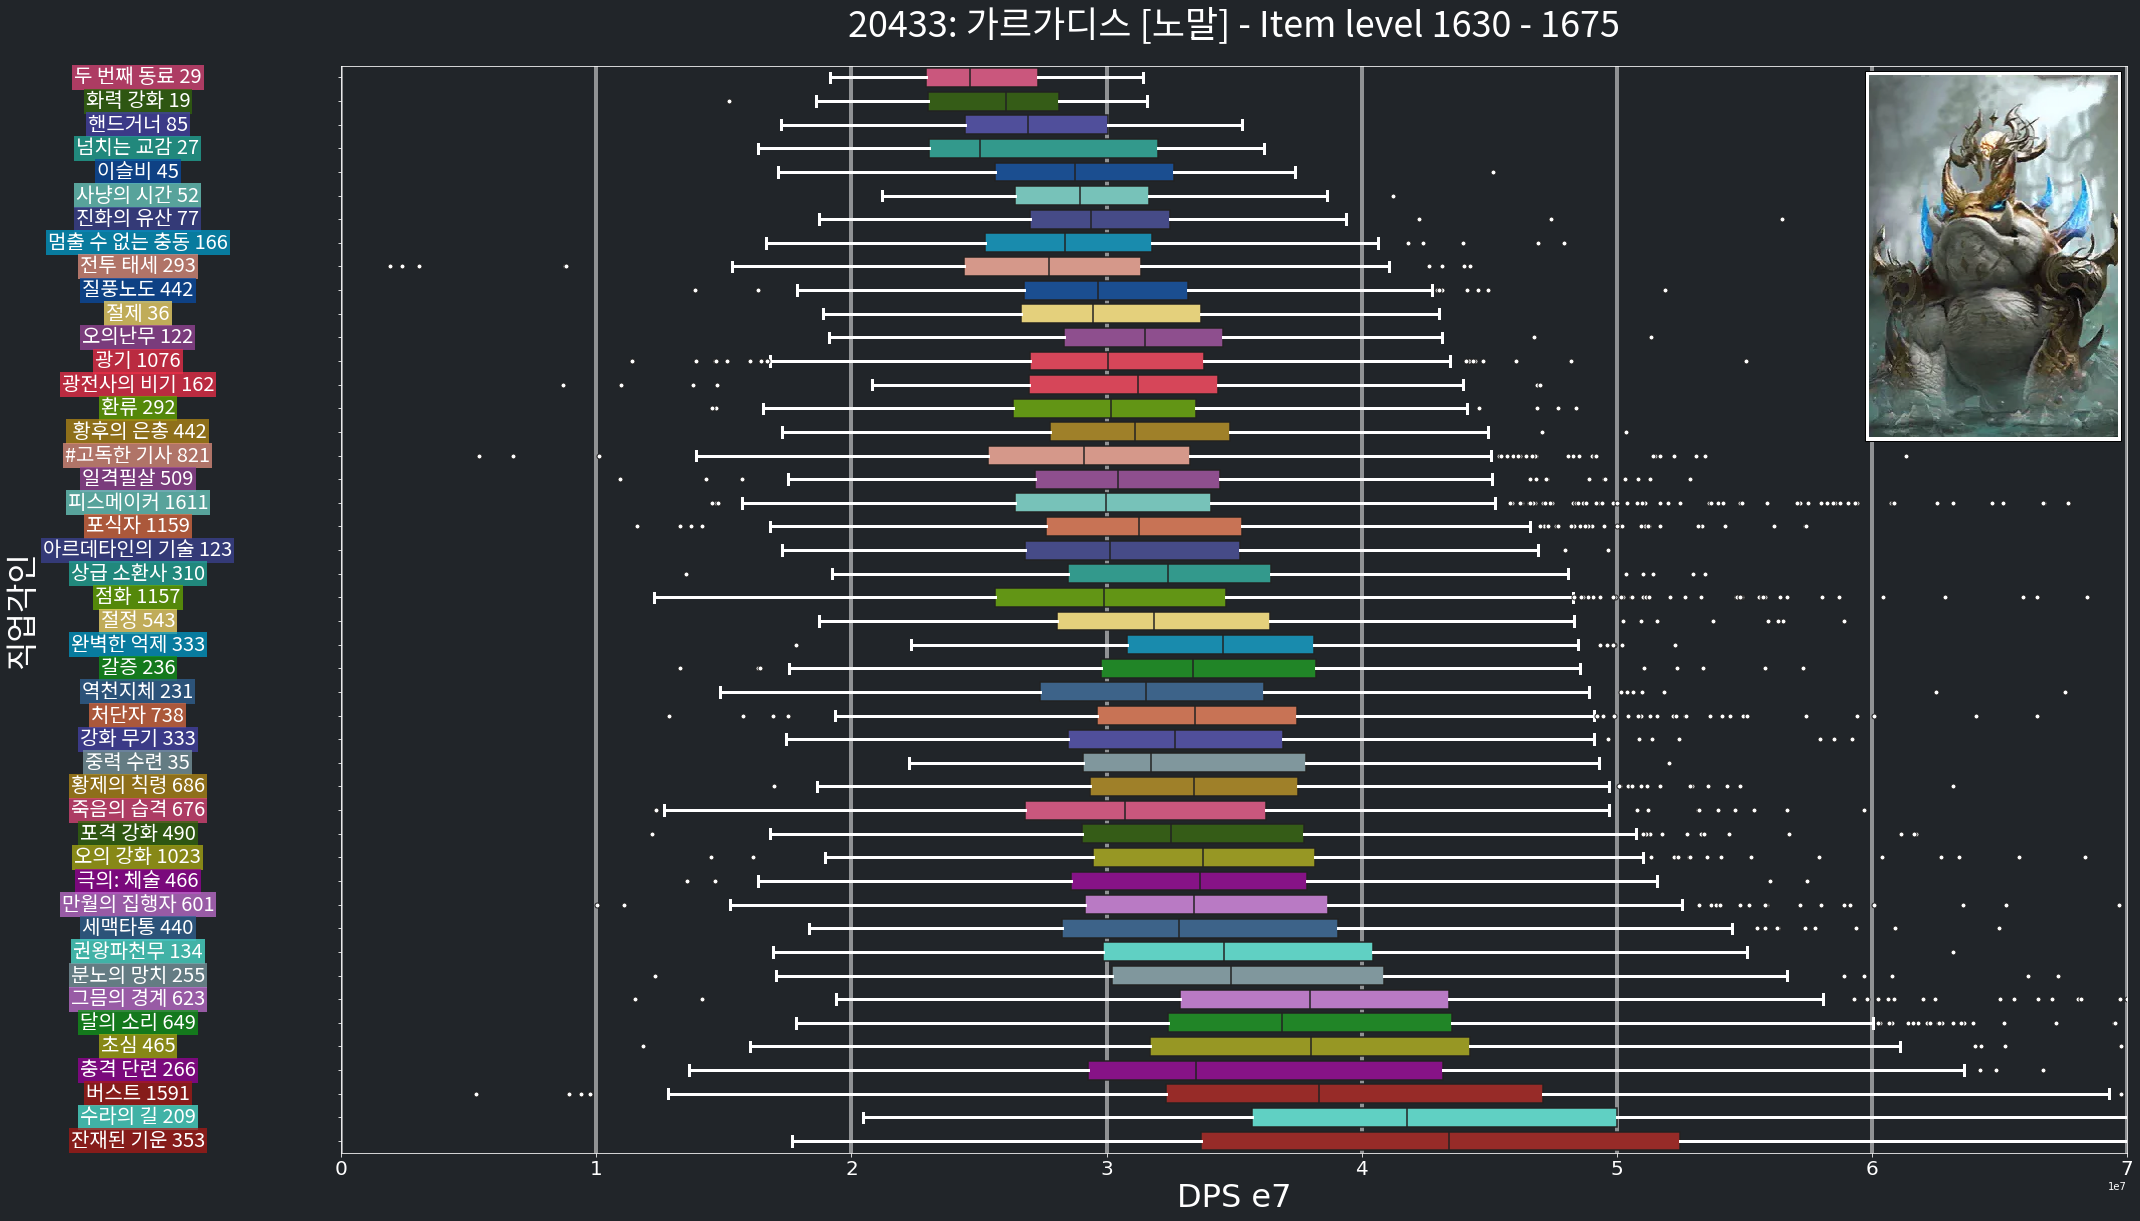 20433: 가르가디스 [노말] - Item level 1630 - 1675
두 번째 동료 29
화력 강화 19
핸드거너 85
넘치는 교감 27
이슬비 45
사냥의 시간 52
진화의 유산 77
멈출 수 없는 충동 166
전투 태세 293
질풍노도 442
절제 36
오의난무 122
광기 1076
광전사의 비기 162
환류 292
황후의 은총 442
#고독한 기사 821
일격필살 509
피스메이커 1611
포식자 1159
아르데타인의 기술 123
상급 소환사 310
점화 1157
절정 543
완벽한 억제 333
갈증 236
역천지체 231
처단자 738
강화 무기 333
중력 수련 35
황제의 칙령 686
죽음의 습격 676
포격 강화 490
오의 강화 1023
극의: 체술 466
만월의 집행자 601
세맥타통 440
권왕파천무 134
분노의 망치 255
그믐의 경계 623
달의 소리 649
초심 465
충격 단련 266
버스트 1591
수라의 길 209
잔재된 기운 353
직업각인
0 1 2 3 4 5 6 7
DPS e7
1e7